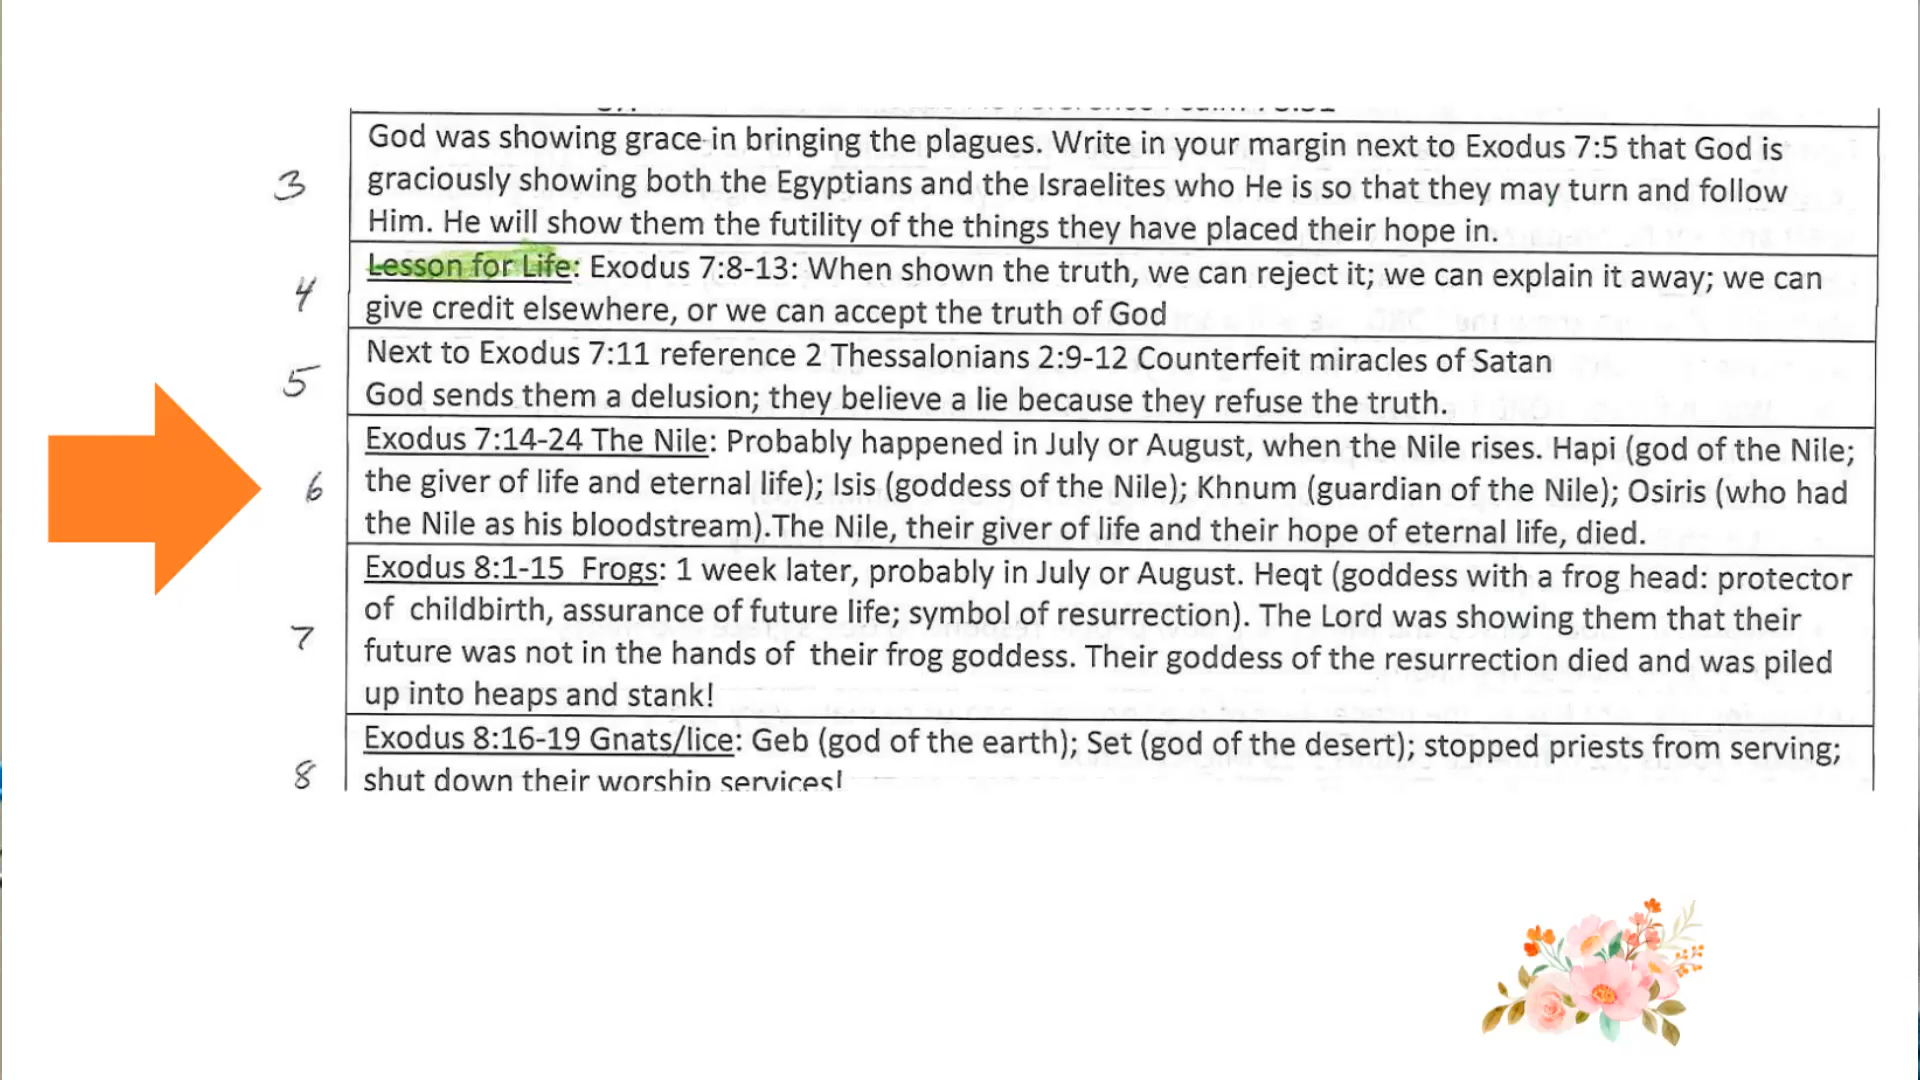 God was showing grace in bringing the plagues. Write in your margin next to Exodus 7:5 that God is
3
graciously showing both the Egyptians and the Israelites who He is so that they may turn and follow
Him. He will show them the futility of the things they have placed their hope in.
Lesson for Life: Exodus 7:8-13: When shown the truth, we can reject it; we can explain it away; we can
4
give credit elsewhere, or we can accept the truth of God
Next to Exodus 7:11 reference 2 Thessalonians 2:9-12 Counterfeit miracles of Satan
5
God sends them a delusion; they believe a lie because they refuse the truth.
Exodus 7:14-24 The Nile: Probably happened in July or August, when the Nile rises. Hapi (god of the Nile;
6
the giver of life and eternal life); Isis (goddess of the Nile); Khnum (guardian of the Nile); Osiris (who had
the Nile as his bloodstream).The Nile, their giver of life and their hope of eternal life, died.
Exodus 8:1-15 Frogs: 1 week later, probably in July or August. Heqt (goddess with a frog head: protector
of childbirth, assurance of future life; symbol of resurrection). The Lord was showing them that their
7
future was not in the hands of their frog goddess. Their goddess of the resurrection died and was piled
up into heaps and stank!
Exodus 8:16-19 Gnats/lice: Geb (god of the earth); Set (god of the desert); stopped priests from serving;
8
shut down their worship services!